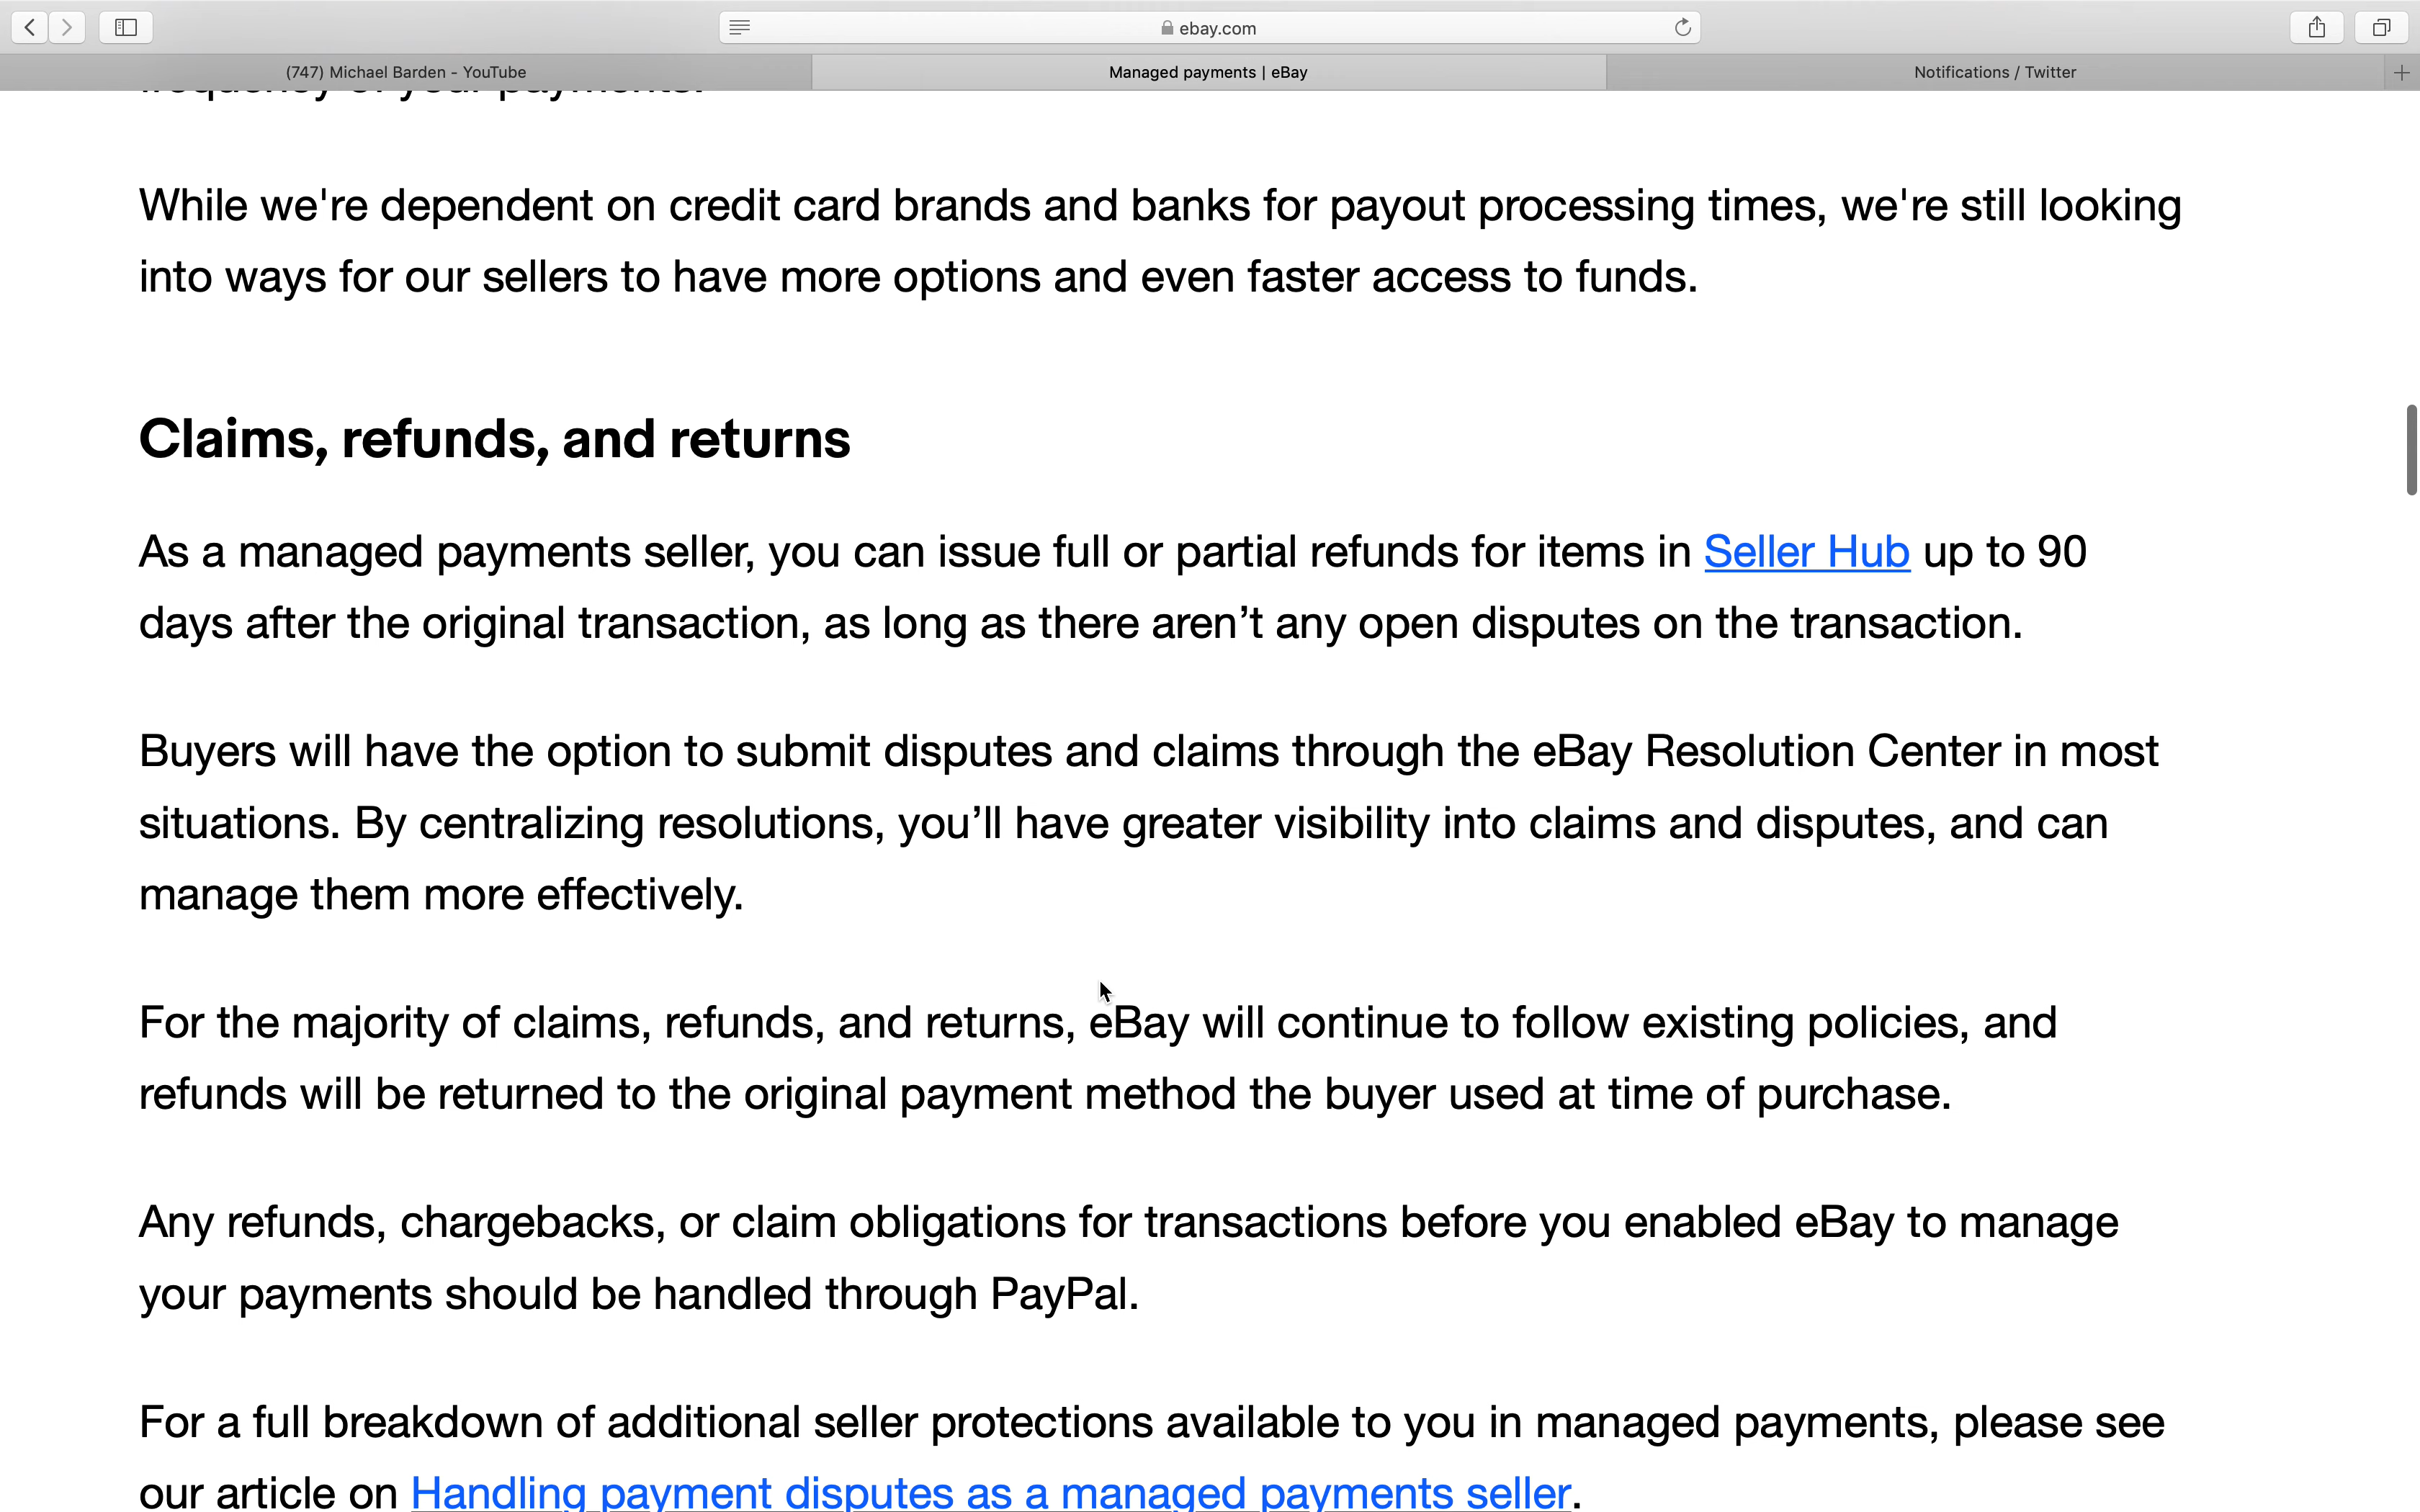 ebay.com
(747) Michael Barden - YouTube
Managed payments | eBay
Notifications / Twitter
frequency of your payments.
While we're dependent on credit card brands and banks for payout processing times, we're still looking
into ways for our sellers to have more options and even faster access to funds.
Claims, refunds, and returns
As a managed payments seller, you can issue full or partial refunds for items in Seller Hub up to 90
days after the original transaction, as long as there aren’t any open disputes on the transaction.
Buyers will have the option to submit disputes and claims through the eBay Resolution Center in most
situations. By centralizing resolutions, you’ll have greater visibility into claims and disputes, and can
manage them more effectively.
For the majority of claims, refunds, and returns, eBay will continue to follow existing policies, and
refunds will be returned to the original payment method the buyer used at time of purchase.
Any refunds, chargebacks, or claim obligations for transactions before you enabled eBay to manage
your payments should be handled through PayPal.
For a full breakdown of additional seller protections available to you in managed payments, please see
our article on Handling payment disputes as a managed payments seller.